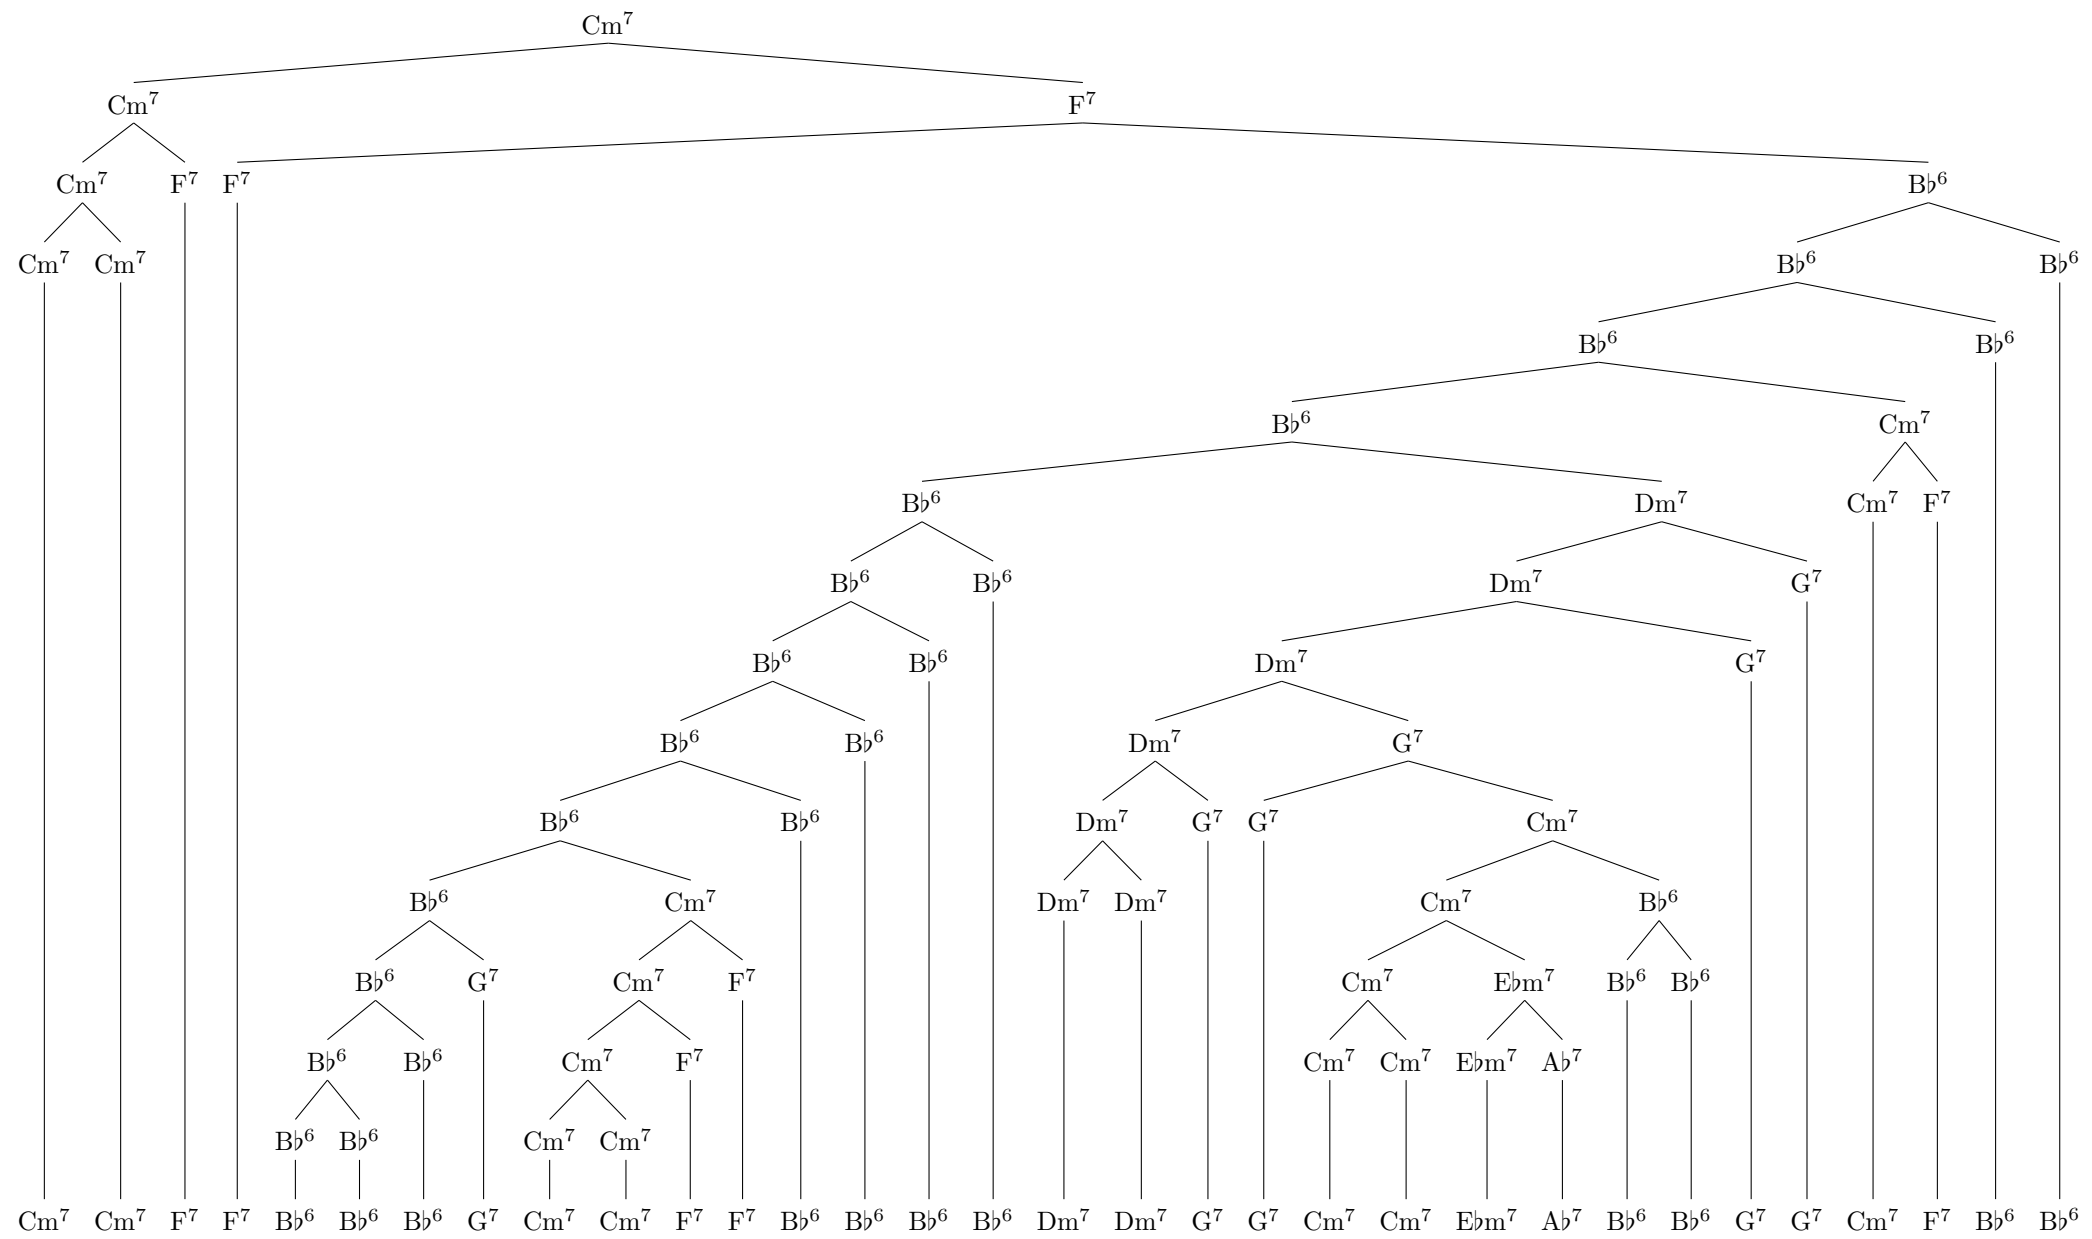 Cm⁷
Cm⁷ F⁷
Cm⁷ F⁷ F⁷ B♭⁶
Cm⁷ Cm⁷ B♭⁶ B♭⁶
B♭⁶ B♭⁶
B♭⁶ Cm⁷
B♭⁶ Dm⁷ Cm⁷ F⁷
B♭⁶ B♭⁶ Dm⁷ G⁷
B♭⁶ B♭⁶ Dm⁷ G⁷
B♭⁶ B♭⁶ Dm⁷ G⁷
B♭⁶ B♭⁶ Dm⁷ G⁷ G⁷ Cm⁷
B♭⁶ Cm⁷ Dm⁷ Dm⁷ Cm⁷ B♭⁶
B♭⁶ G⁷ Cm⁷ F⁷ Cm⁷ E♭m⁷ B♭⁶ B♭⁶
B♭⁶ B♭⁶ Cm⁷ F⁷ Cm⁷ Cm⁷ E♭m⁷ A♭⁷
B♭⁶ B♭⁶ Cm⁷ Cm⁷
Cm⁷ Cm⁷ F⁷ F⁷ B♭⁶ B♭⁶ B♭⁶ G⁷ Cm⁷ Cm⁷ F⁷ F⁷ B♭⁶ B♭⁶ B♭⁶ B♭⁶ Dm⁷ Dm⁷ G⁷ G⁷ Cm⁷ Cm⁷ E♭m⁷ A♭⁷ B♭⁶ B♭⁶ G⁷ G⁷ Cm⁷ F⁷ B♭⁶ B♭⁶